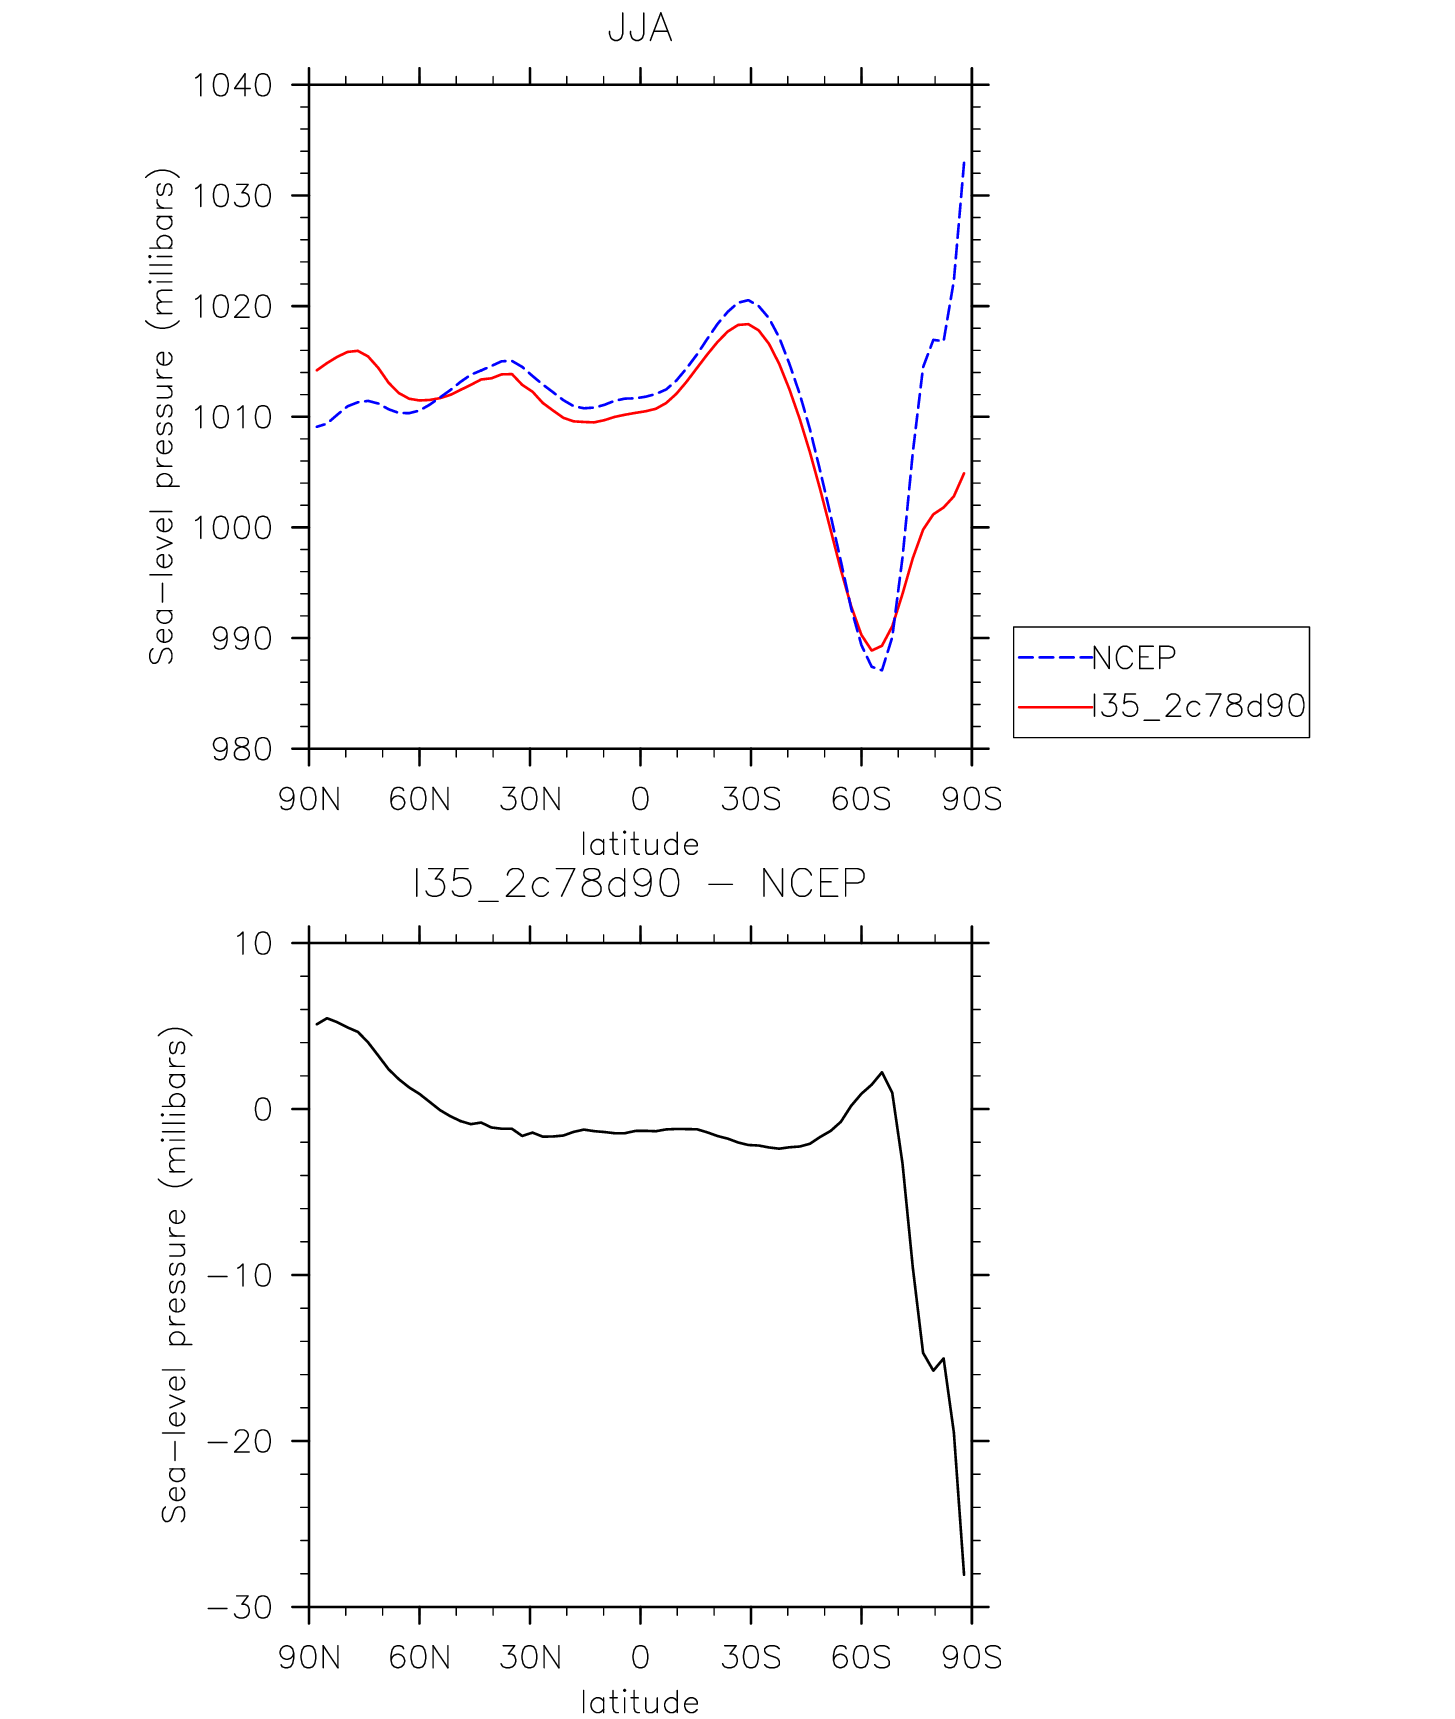 JJA
1040
1030
1020
1010
1000
990
980
Sea-level pressure (millibars)
90N 60N 30N 0 30S 60S 90S
latitude
NCEP
I35_2c78d90
I35_2c78d90 - NCEP
10
0
-10
-20
-30
Sea-level pressure (millibars)
90N 60N 30N 0 30S 60S 90S
latitude